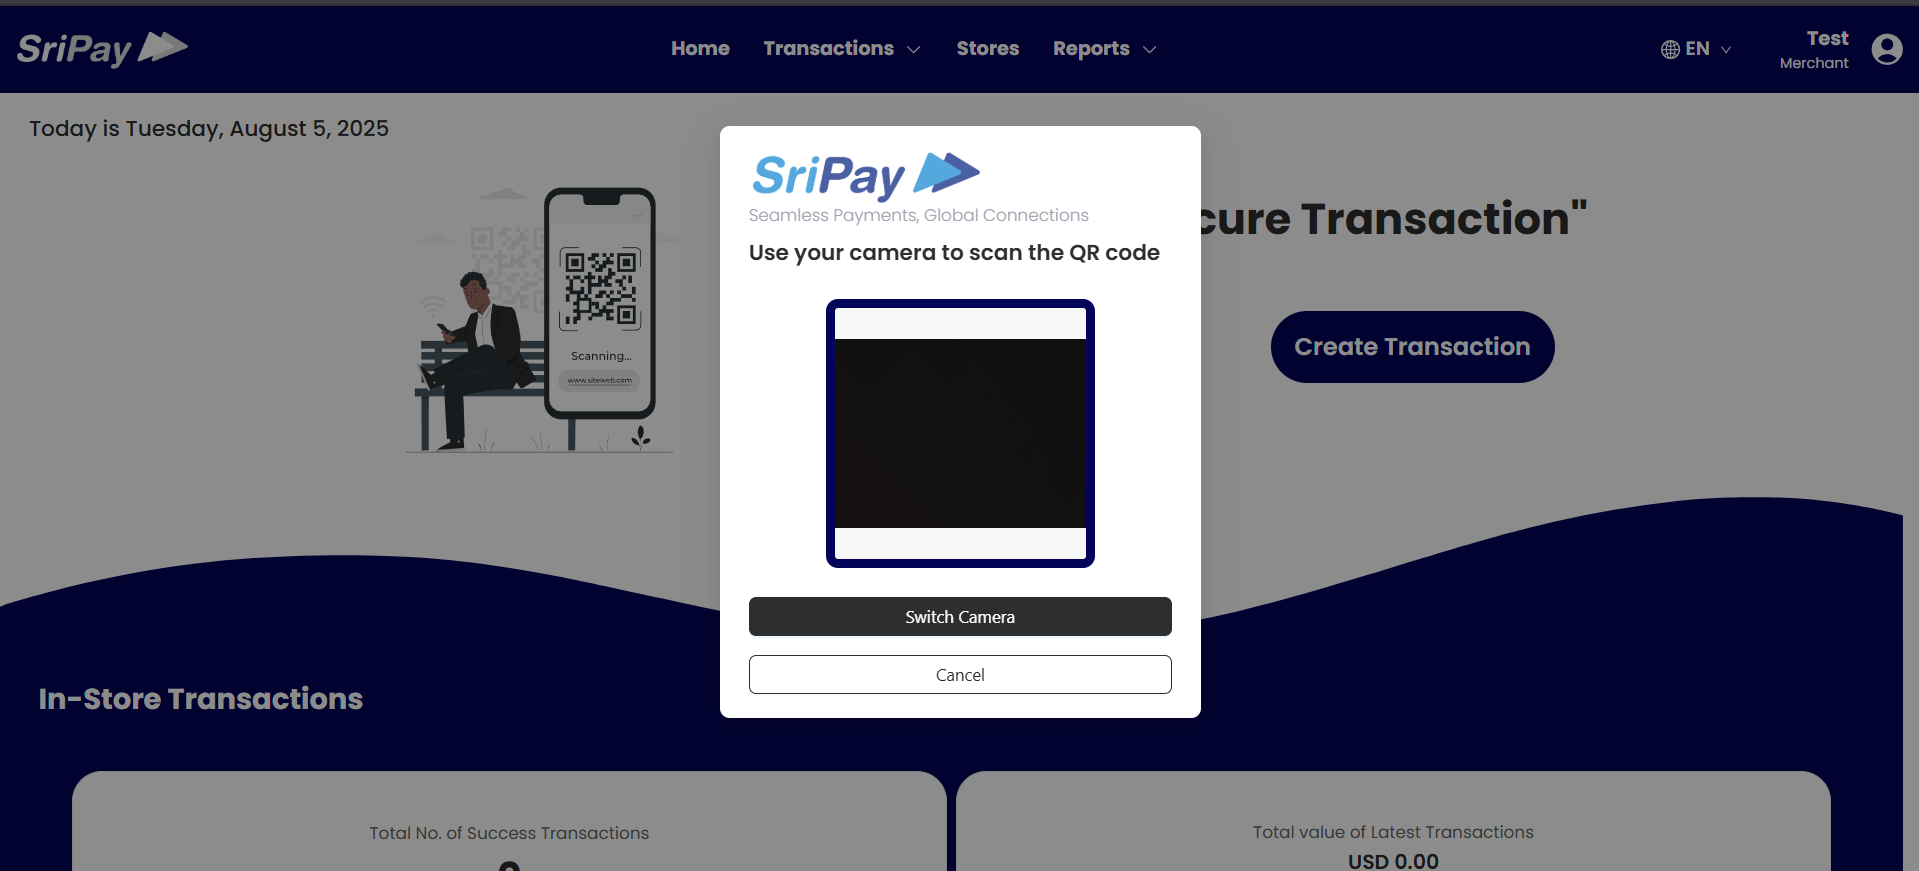 SriPay
Home
Transactions
Stores
Reports
EN
Test
Merchant
Today is Tuesday, August 5, 2025
Scanning...
www.siteweb.com
SriPay
Seamless Payments, Global Connections
Use your camera to scan the QR code
Switch Camera
Cancel
Transaction"
Create Transaction
In-Store Transactions
Total No. of Success Transactions
Total value of Latest Transactions
USD 0.00